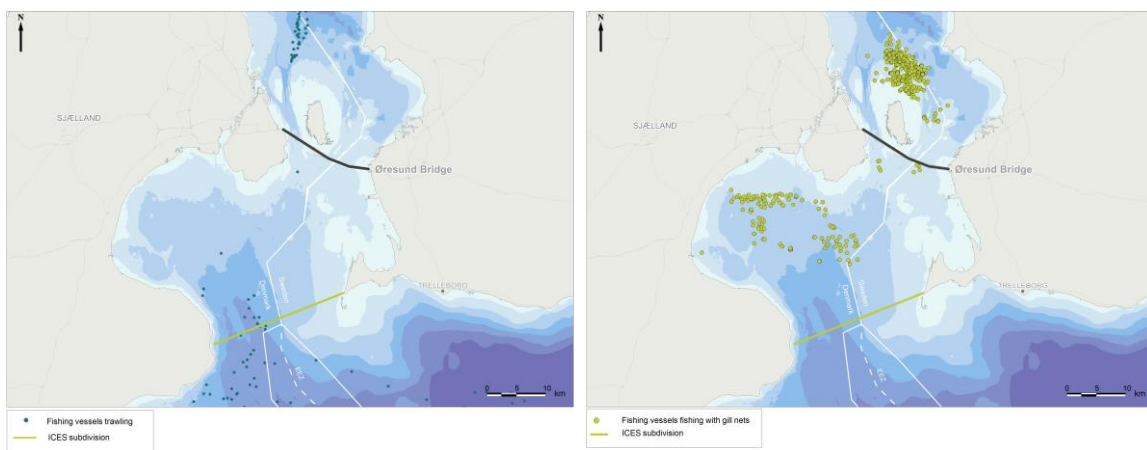 N
SJÆLLAND
Øresund Bridge
Denmark
Sweden
TRELLEBORG
EEZ
0 5 10
km
Fishing vessels trawling
ICES subdivision
N
SJÆLLAND
Øresund Bridge
Denmark
Sweden
TRELLEBORG
EEZ
0 5 10
km
Fishing vessels fishing with gill nets
ICES subdivision